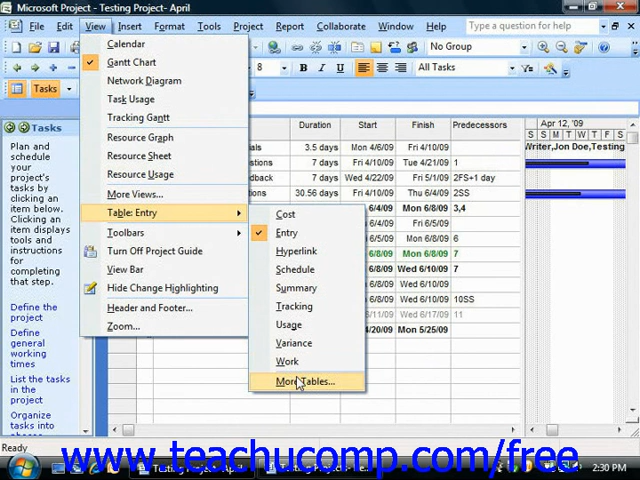 Microsoft Project - Testing Project- April
File Edit View Insert Format Tools Project Report Collaborate Window Help
No Group
8 B I U All Tasks
Tasks
Calendar
Gantt Chart
Network Diagram
Task Usage
Tracking Gantt
Resource Graph
Resource Sheet
Resource Usage
More Views...
Table: Entry
Toolbars
Turn Off Project Guide
View Bar
Hide Change Highlighting
Header and Footer...
Zoom...
Cost
Entry
Hyperlink
Schedule
Summary
Tracking
Usage
Variance
Work
More Tables...
Tasks
Plan and
schedule
your
project's
tasks by
clicking an
item below.
Clicking an
item displays
tools and
instructions
for
completing
that step.
Define the
project
Define
general
working
times
List the tasks
in the project
Organize
tasks into
Duration Start Finish Predecessors Apr 12, '09
S M T W T F S
3.5 days Mon 4/6/09 Fri 4/10/09 Writer,Jon Doe,Testing
7 days Fri 4/10/09 Tue 4/21/09 1
7 days Wed 4/22/09 Fri 5/1/09 2FS+1 day
30.56 days Fri 4/10/09 Thu 6/4/09 2SS
Mon 6/8/09 3,4
Fri 6/5/09
Mon 6/8/09 6
Wed 6/10/09 7
Wed 6/10/09 7
Wed 6/10/09 10SS
Wed 6/17/09 11
Mon 5/25/09
Ready
www.teachucomp.com/free
2:30 PM